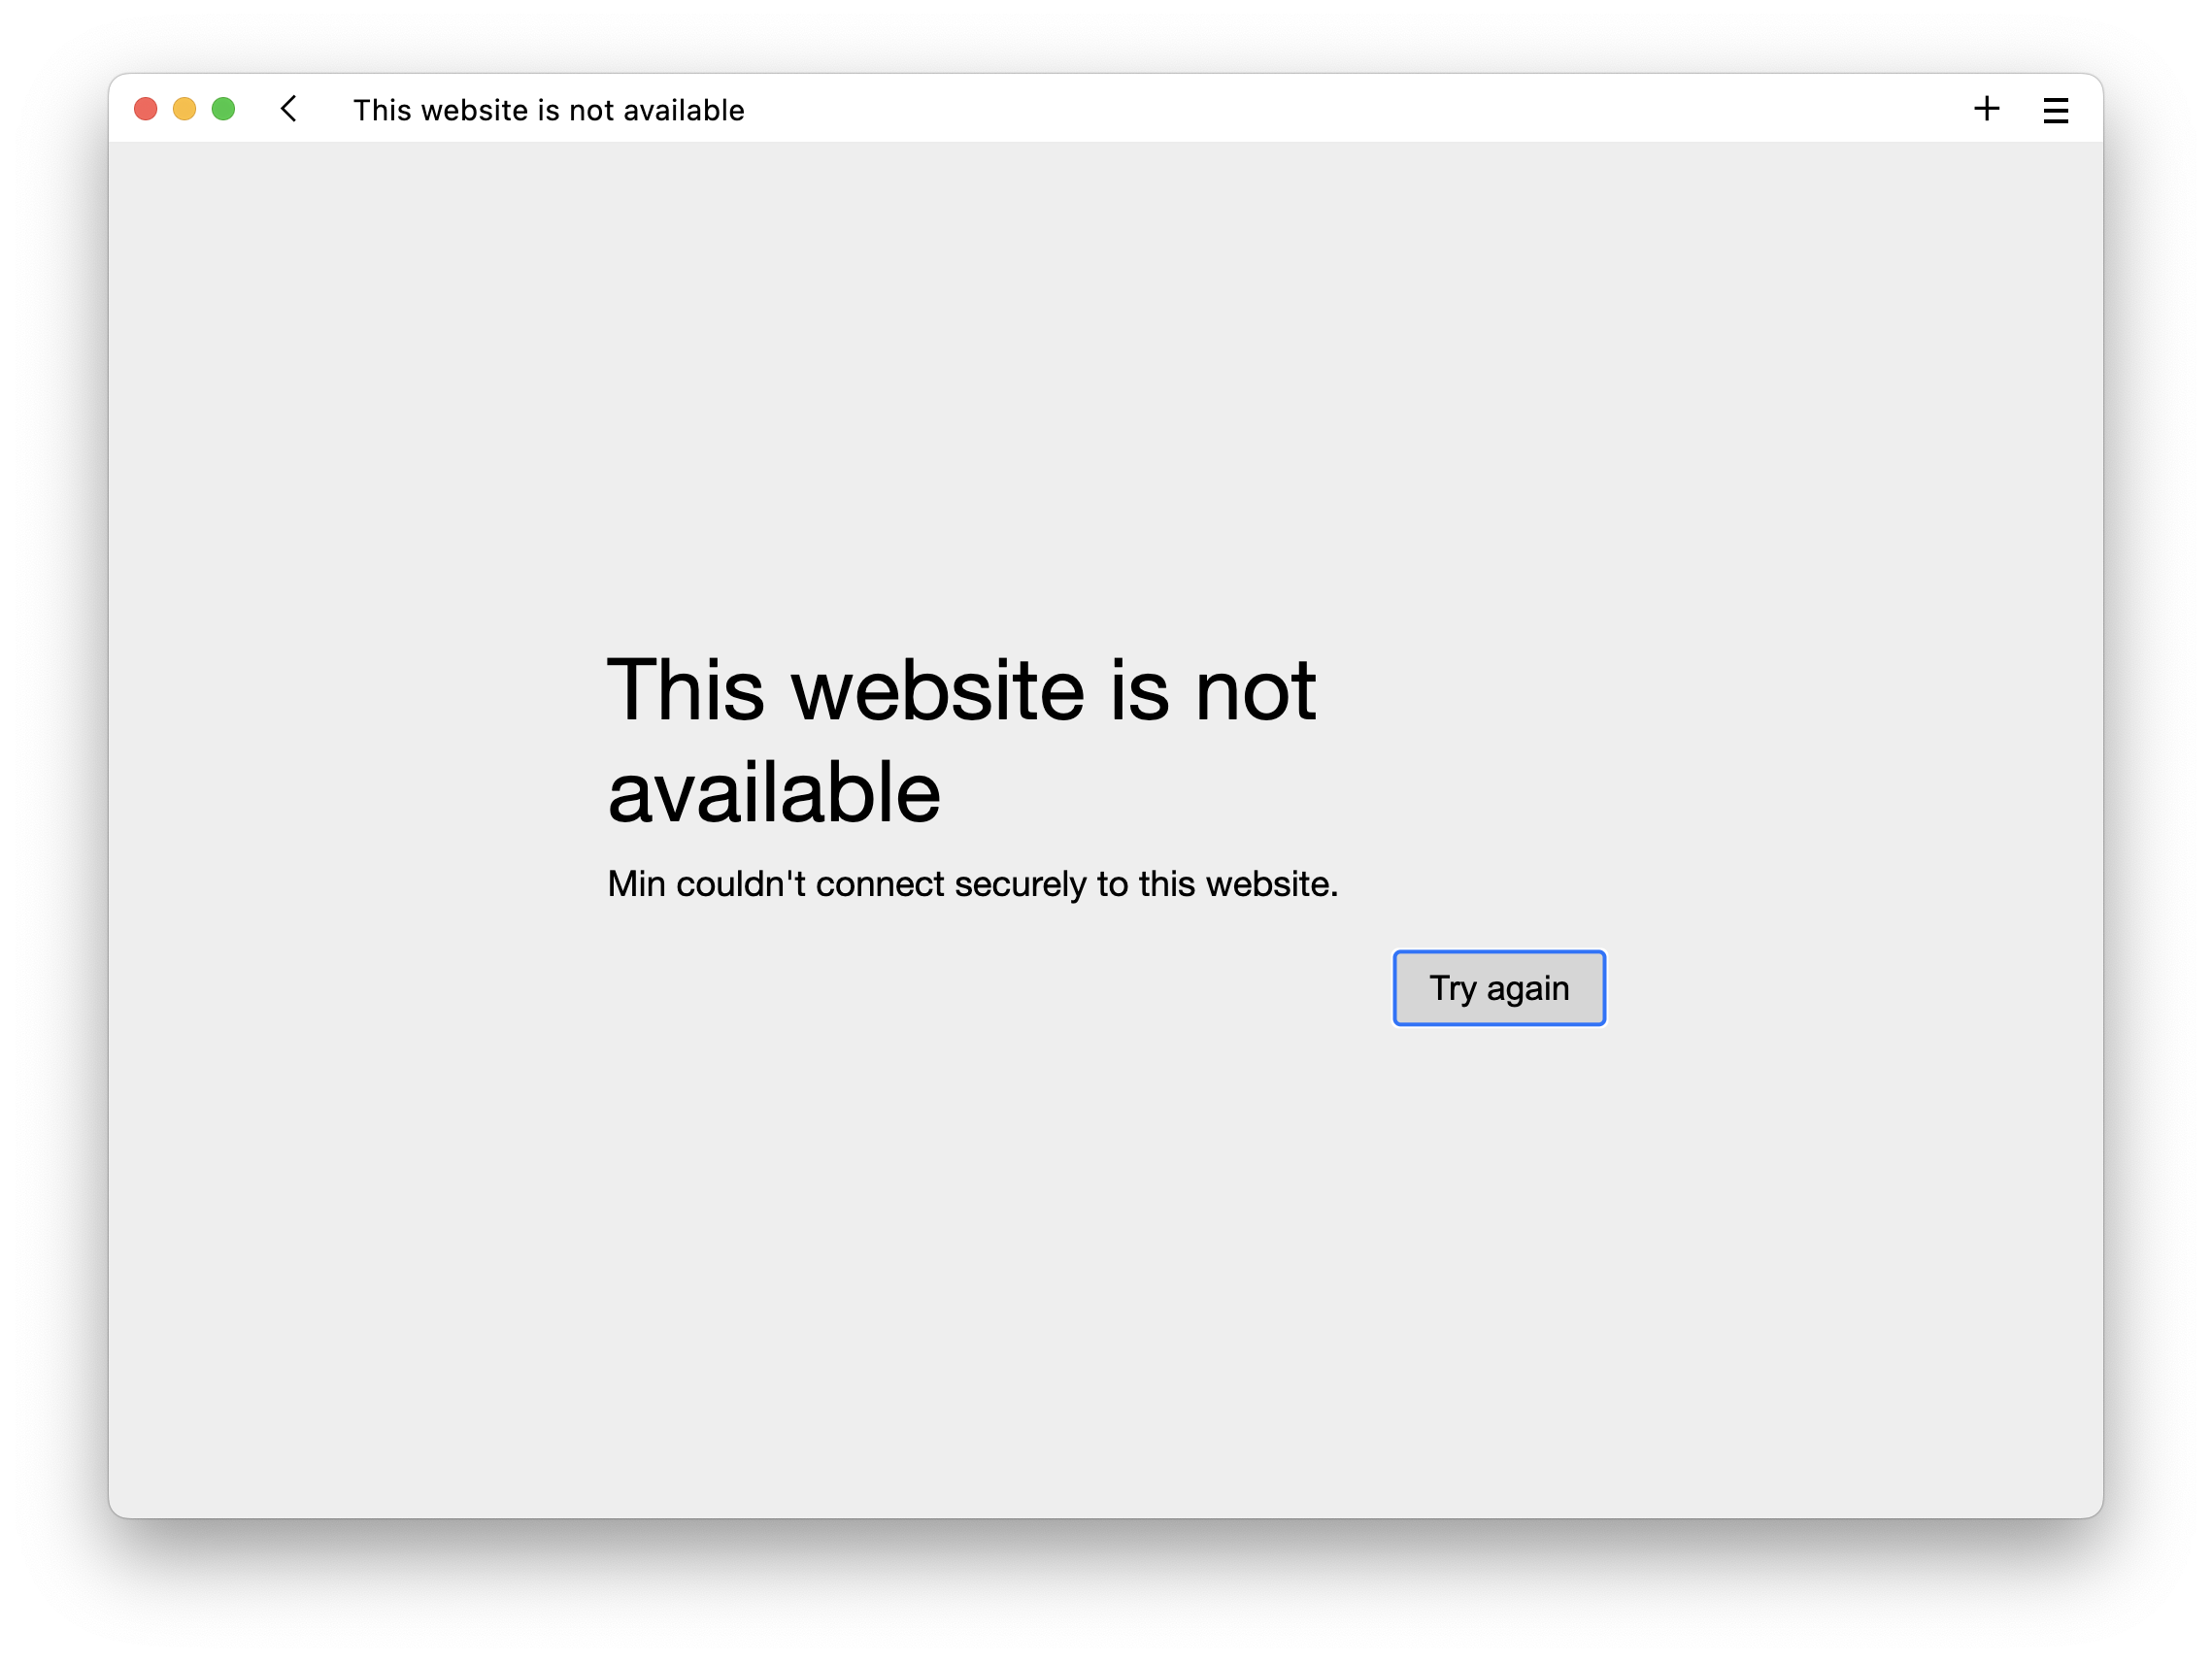 This website is not available
This website is not
available
Min couldn't connect securely to this website.
Try again